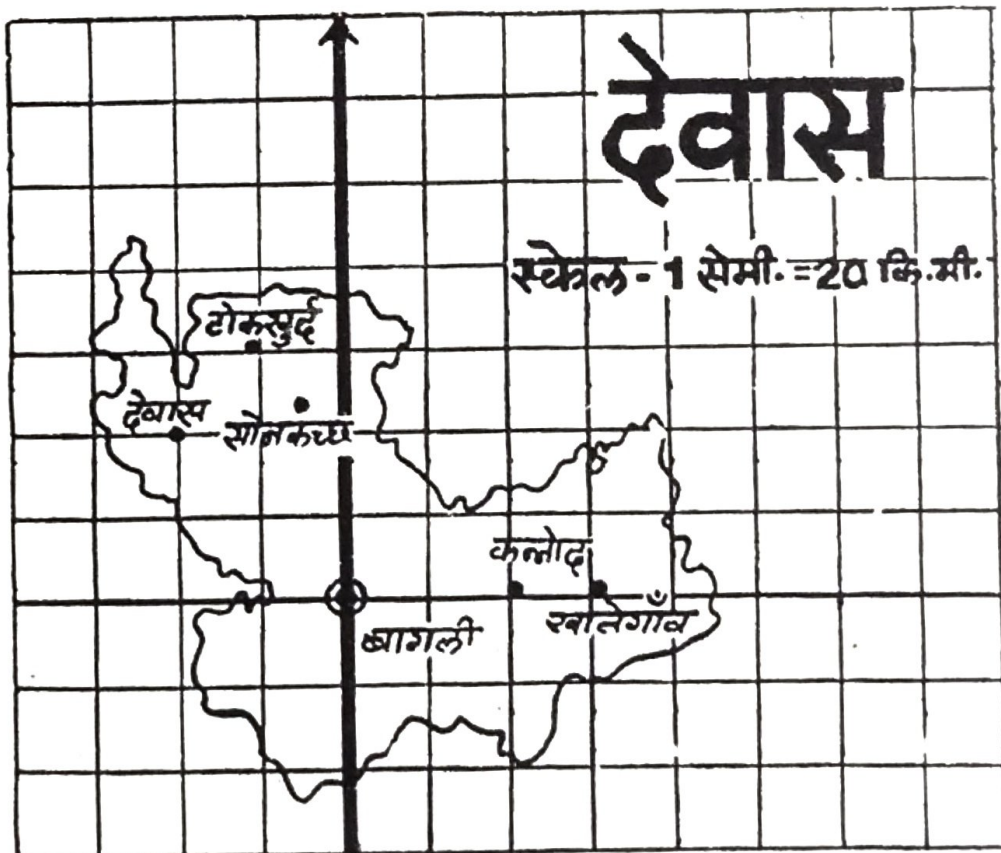 देवास
स्केल - 1 सेमी. = 20 कि.मी.
टोंकखुर्द
देवास
सोनकच्छ
कन्नोद
खातेगाँव
बागली